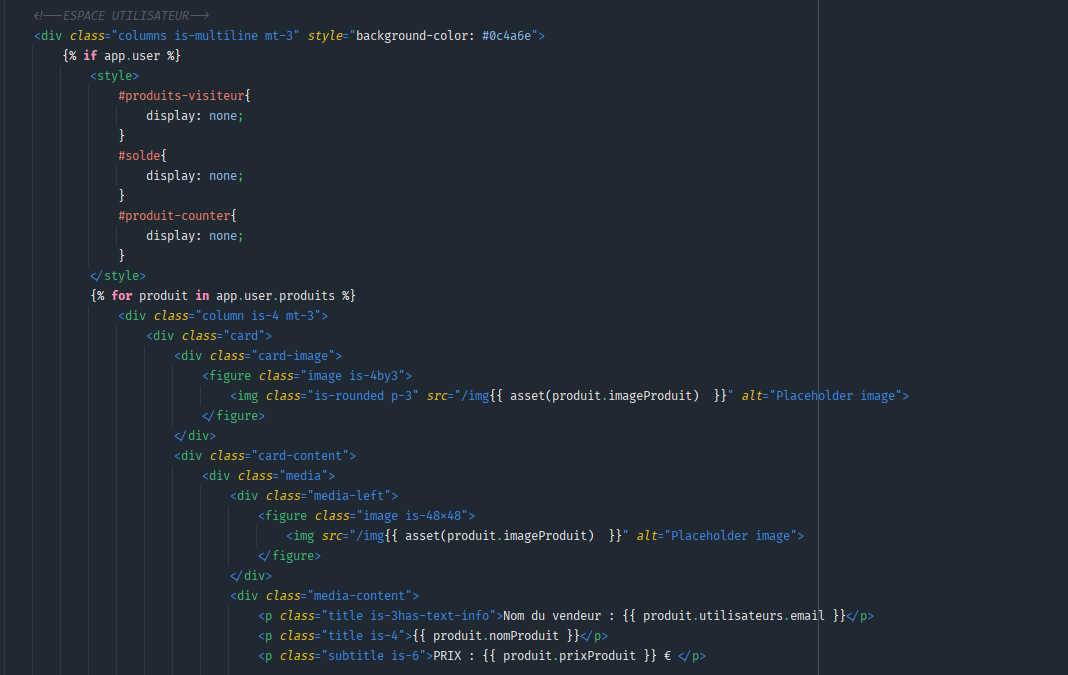 <!--ESPACE UTILISATEUR-->
<div class="columns is-multiline mt-3" style="background-color: #0c4a6e">
{% if app.user %}
<style>
#produits-visiteur{
display: none;
}
#solde{
display: none;
}
#produit-counter{
display: none;
}
</style>
{% for produit in app.user.produits %}
<div class="column is-4 mt-3">
<div class="card">
<div class="card-image">
<figure class="image is-4by3">
<img class="is-rounded p-3" src="/img{{ asset(produit.imageProduit)  }}" alt="Placeholder image">
</figure>
</div>
<div class="card-content">
<div class="media">
<div class="media-left">
<figure class="image is-48x48">
<img src="/img{{ asset(produit.imageProduit)  }}" alt="Placeholder image">
</figure>
</div>
<div class="media-content">
<p class="title is-3has-text-info">Nom du vendeur : {{ produit.utilisateurs.email }}</p>
<p class="title is-4">{{ produit.nomProduit }}</p>
<p class="subtitle is-6">PRIX : {{ produit.prixProduit }} € </p>